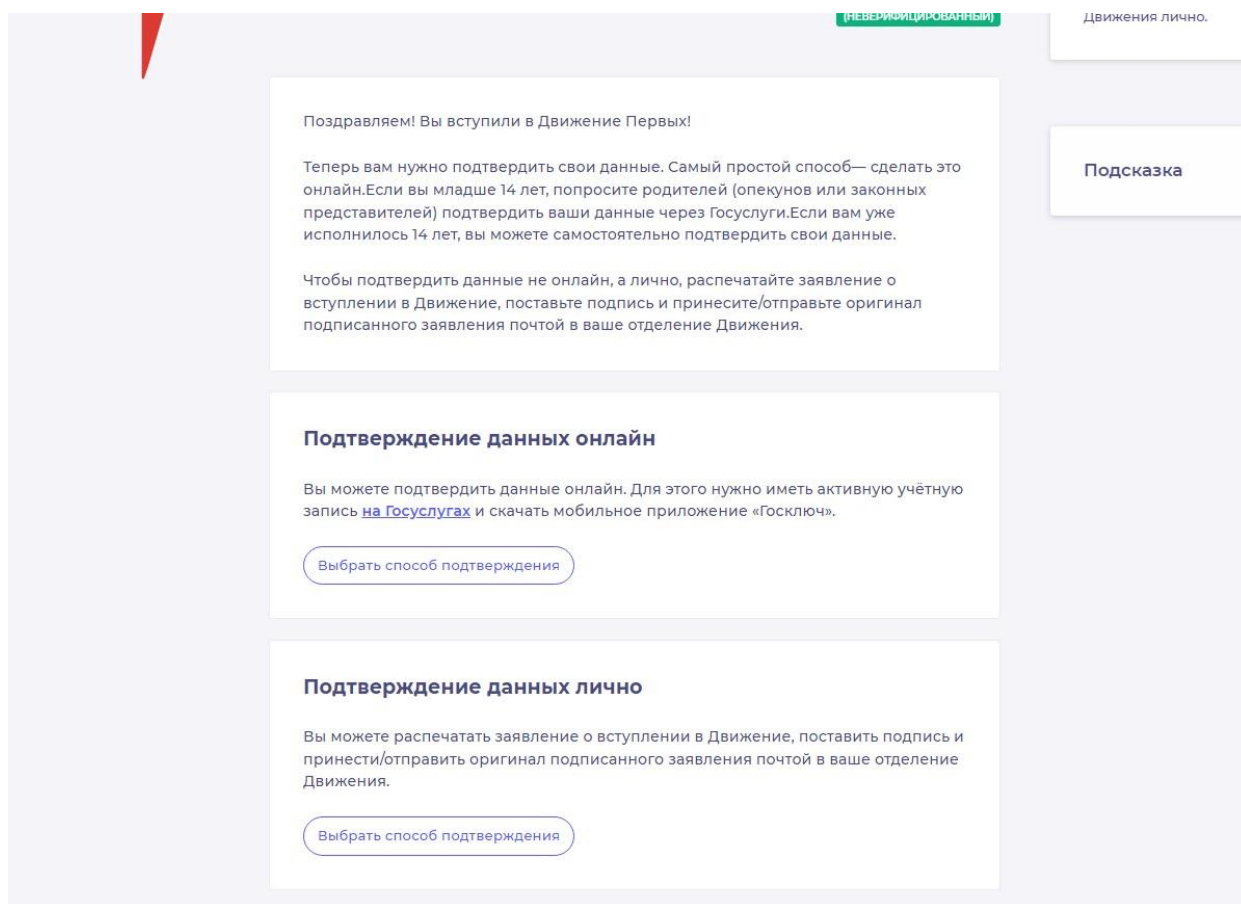 (НЕВЕРИФИЦИРОВАННЫЙ)
Движения лично.
Поздравляем! Вы вступили в Движение Первых!
Теперь вам нужно подтвердить свои данные. Самый простой способ— сделать это
онлайн.Если вы младше 14 лет, попросите родителей (опекунов или законных
представителей) подтвердить ваши данные через Госуслуги.Если вам уже
исполнилось 14 лет, вы можете самостоятельно подтвердить свои данные.
Чтобы подтвердить данные не онлайн, а лично, распечатайте заявление о
вступлении в Движение, поставьте подпись и принесите/отправьте оригинал
подписанного заявления почтой в ваше отделение Движения.
Подсказка
Подтверждение данных онлайн
Вы можете подтвердить данные онлайн. Для этого нужно иметь активную учётную
запись на Госуслугах и скачать мобильное приложение «Госключ».
Выбрать способ подтверждения
Подтверждение данных лично
Вы можете распечатать заявление о вступлении в Движение, поставить подпись и
принести/отправить оригинал подписанного заявления почтой в ваше отделение
Движения.
Выбрать способ подтверждения